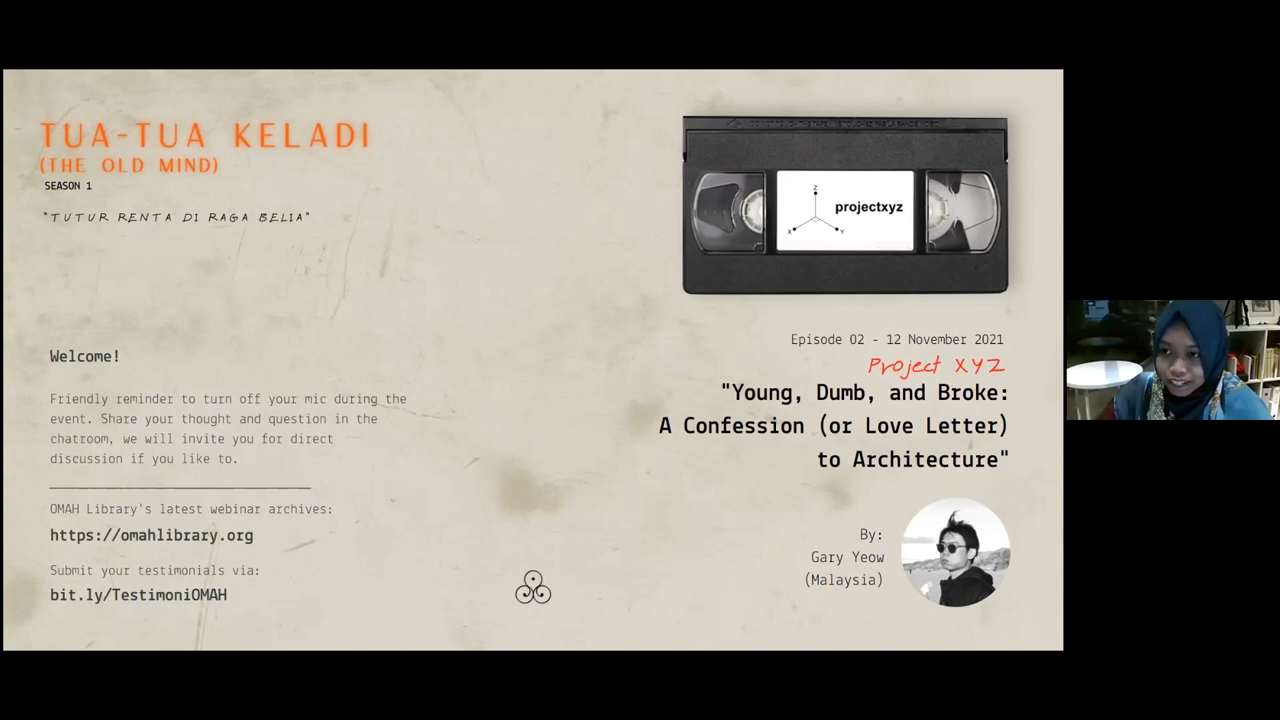 TUA-TUA KELADI
(THE OLD MIND)
SEASON 1
"TUTUR RENTA DI RAGA BELIA"
Welcome!
Friendly reminder to turn off your mic during the
event. Share your thought and question in the
chatroom, we will invite you for direct
discussion if you like to.
OMAH Library's latest webinar archives:
https://omahlibrary.org
Submit your testimonials via:
bit.ly/TestimoniOMAH
Z
projectxyz
X
Y
Episode 02 - 12 November 2021
Project XYZ
"Young, Dumb, and Broke:
A Confession (or Love Letter)
to Architecture"
By:
Gary Yeow
(Malaysia)